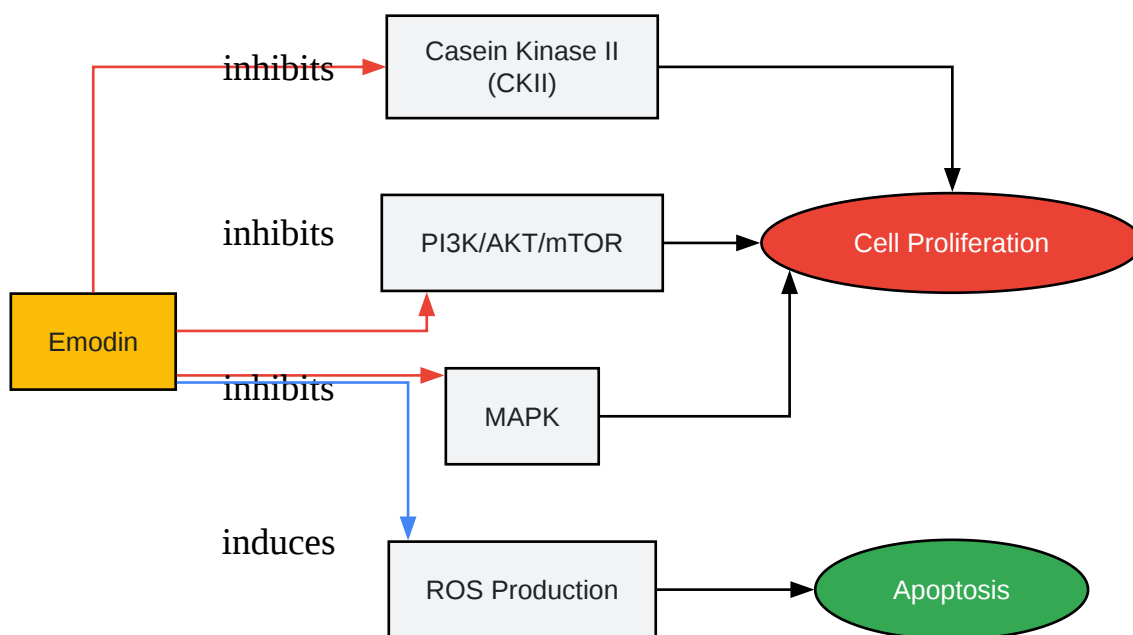 inhibits
Casein Kinase II
(CKII)
inhibits
PI3K/AKT/mTOR
Cell Proliferation
Emodin
inhibits
MAPK
induces
ROS Production
Apoptosis